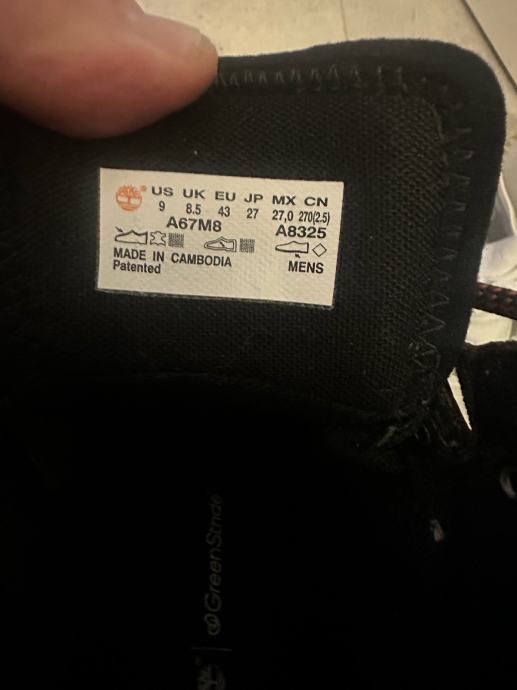 US UK EU JP MX CN
9 8.5 43 27 27,0 270(2.5)
A67M8 A8325
MADE IN CAMBODIA
Patented MENS
GreenStride